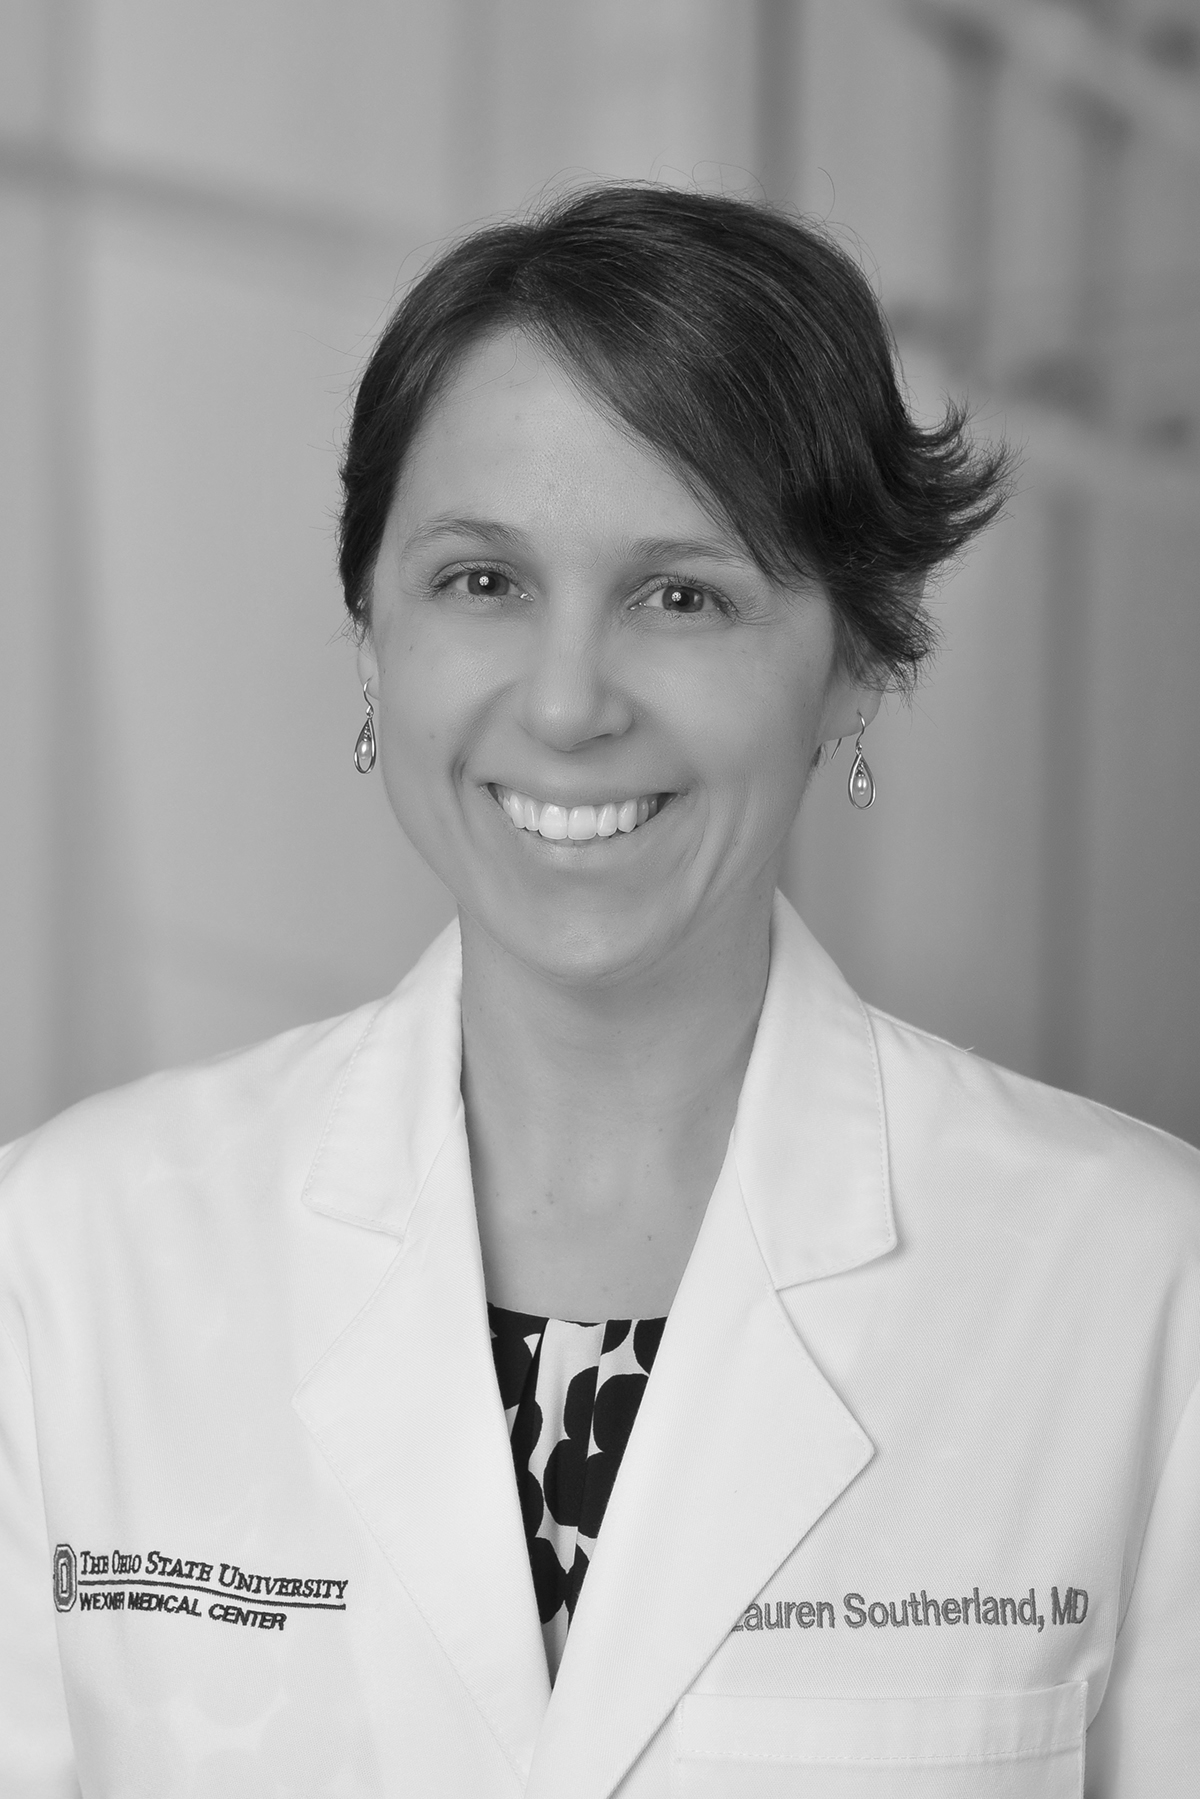 THE OHIO STATE UNIVERSITY
WEXNER MEDICAL CENTER
Lauren Southerland, MD